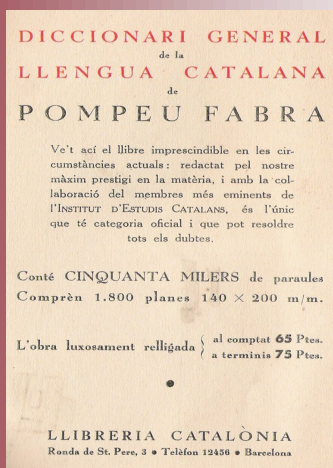 DICCIONARI GENERAL
de la
LLENGUA CATALANA
de
POMPEU FABRA
Ve't ací el llibre imprescindible en les cir-
cumstàncies actuals: redactat pel nostre
màxim prestigi en la matèria, i amb la col-
laboració del membres més eminents de
l'INSTITUT D'ESTUDIS CATALANS, és l'únic
que té categoria oficial i que pot resoldre
tots els dubtes.
Conté CINQUANTA MILERS de paraules
Comprèn 1.800 planes 140 × 200 m/m.
L'obra luxosament relligada { al comptat 65 Ptes.
a terminis 75 Ptes.
LLIBRERIA CATALÒNIA
Ronda de St. Pere, 3 • Telèfon 12456 • Barcelona